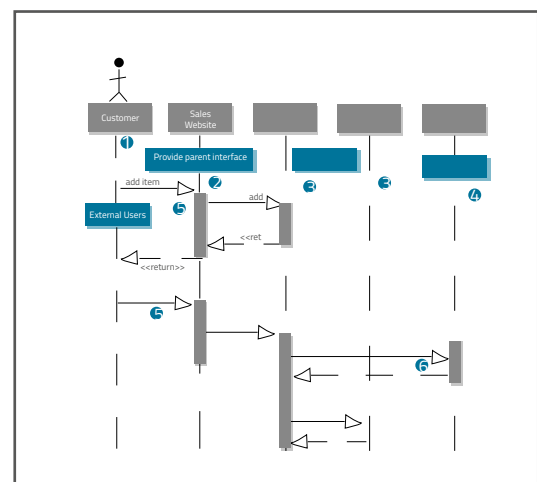 Customer
Sales
Website
1
Provide parent interface
2
3
3
4
add item
5
add
External Users
<<ret
<<return>>
5
6